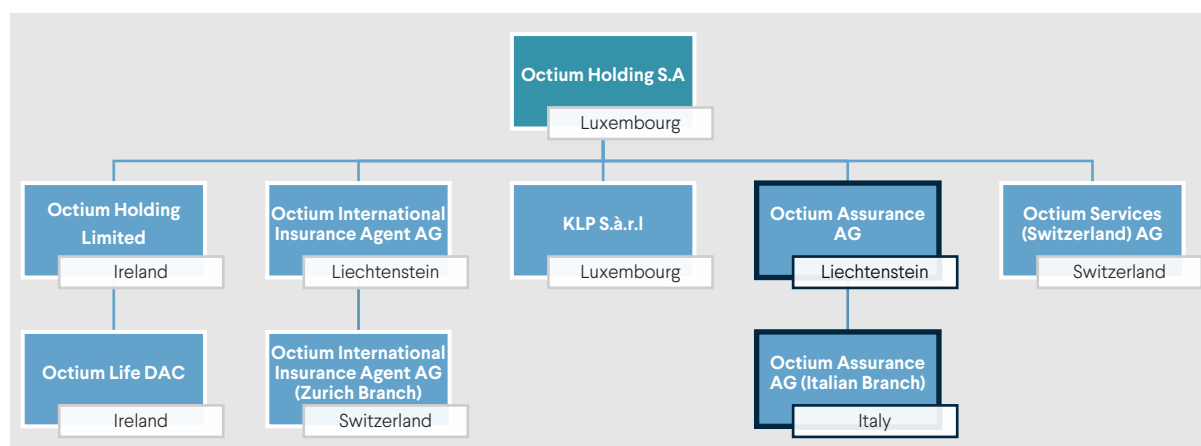 Octium Holding S.A
Luxembourg
Octium Holding
Limited
Ireland
Octium International
Insurance Agent AG
Liechtenstein
KLP S.à.r.l
Luxembourg
Octium Assurance
AG
Liechtenstein
Octium Services
(Switzerland) AG
Switzerland
Octium Life DAC
Ireland
Octium International
Insurance Agent AG
(Zurich Branch)
Switzerland
Octium Assurance
AG (Italian Branch)
Italy